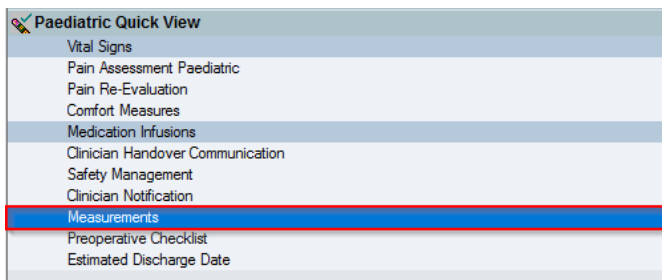 Paediatric Quick View
Vital Signs
Pain Assessment Paediatric
Pain Re-Evaluation
Comfort Measures
Medication Infusions
Clinician Handover Communication
Safety Management
Clinician Notification
Measurements
Preoperative Checklist
Estimated Discharge Date